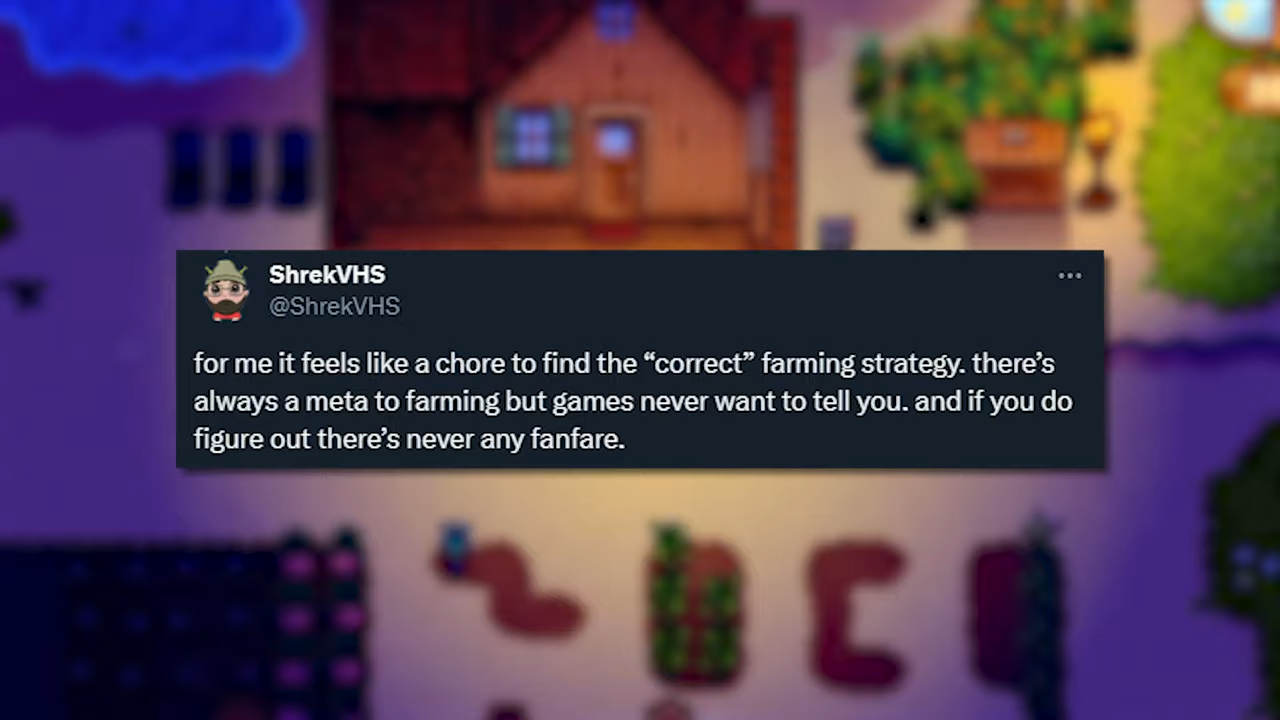 ShrekVHS
@ShrekVHS
for me it feels like a chore to find the “correct” farming strategy. there’s
always a meta to farming but games never want to tell you. and if you do
figure out there’s never any fanfare.